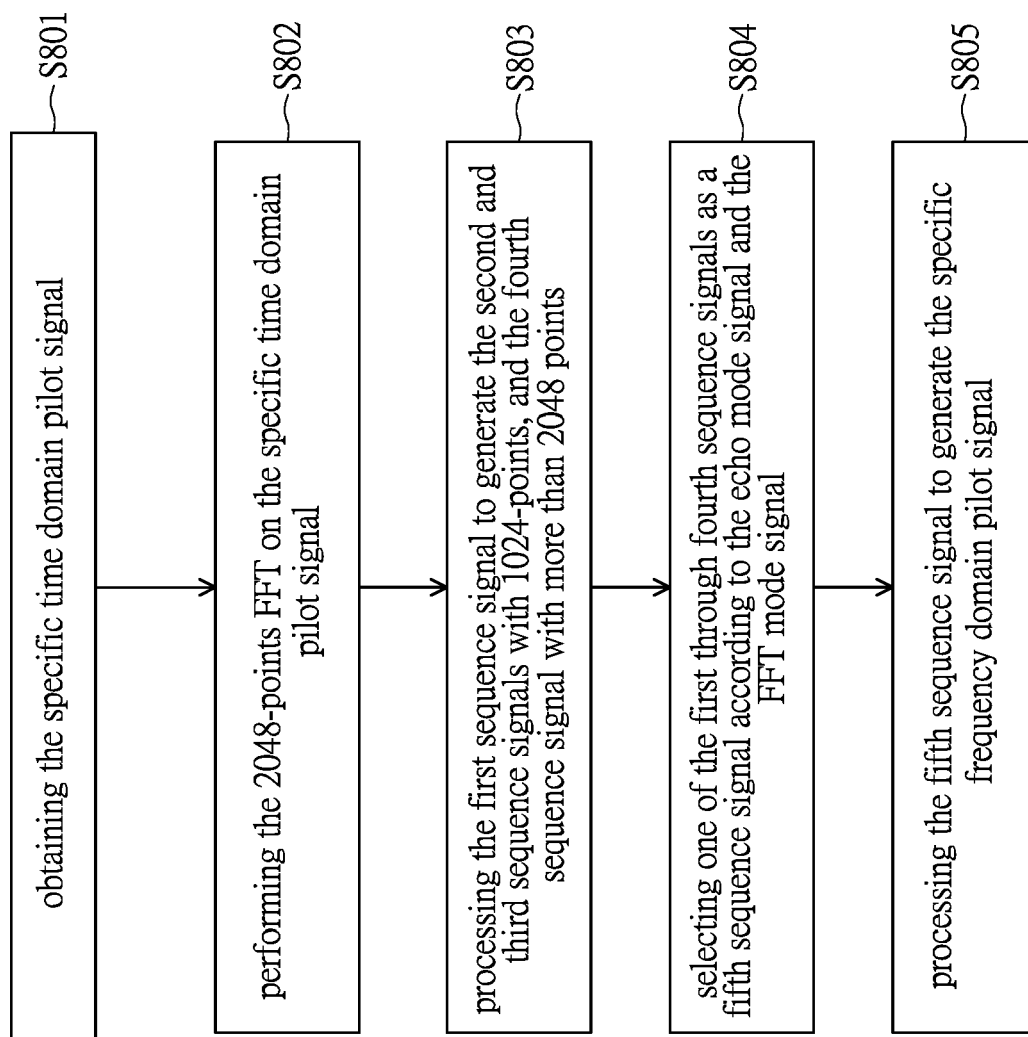 obtaining the specific time domain pilot signal
S801
performing the 2048-points FFT on the specific time domain
pilot signal
S802
processing the first sequence signal to generate the second and
third sequence signals with 1024-points, and the fourth
sequence signal with more than 2048 points
S803
selecting one of the first through fourth sequence signals as a
fifth sequence signal according to the echo mode signal and the
FFT mode signal
S804
processing the fifth sequence signal to generate the specific
frequency domain pilot signal
S805